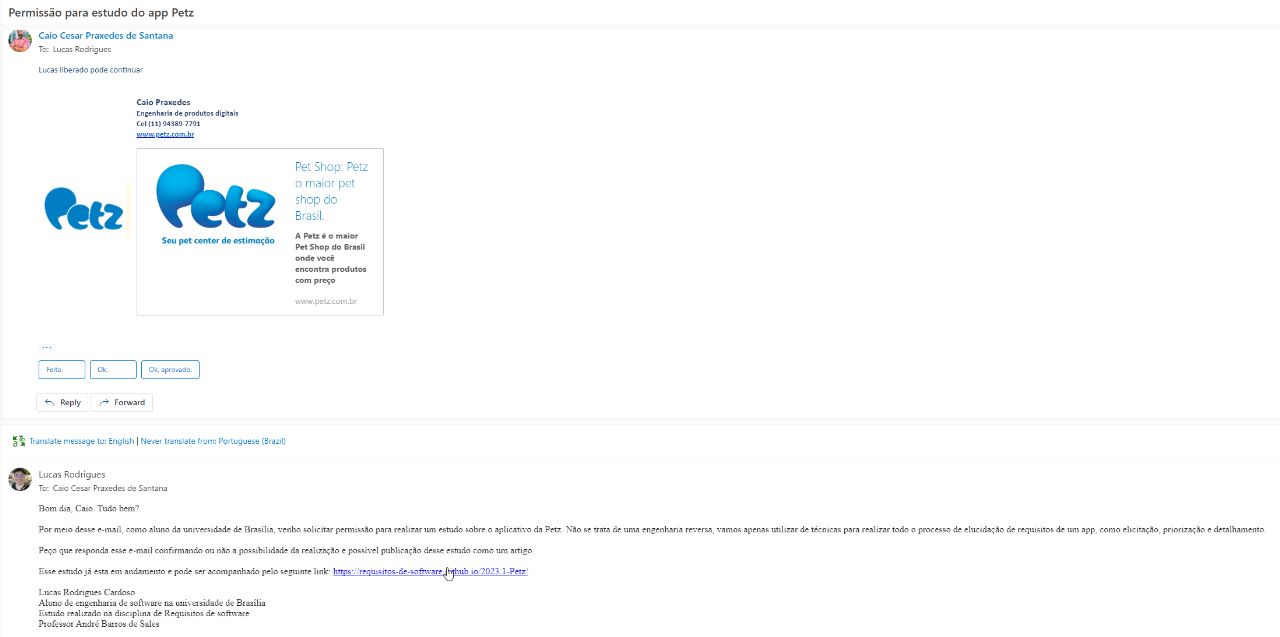 Permissão para estudo do app Petz
Caio Cesar Praxedes de Santana
To: Lucas Rodrigues
Lucas liberado pode continuar
Caio Praxedes
Engenharia de produtos digitais
Cel (11) 94389-7791
www.petz.com.br
Petz
Petz
Seu pet center de estimação
Pet Shop: Petz
o maior pet
shop do
Brasil.
A Petz é o maior
Pet Shop do Brasil
onde você
encontra produtos
com preço
www.petz.com.br
...
Feito.
Ok.
Ok, aprovado.
Reply
Forward
Translate message to: English | Never translate from: Portuguese (Brazil)
Lucas Rodrigues
To: Caio Cesar Praxedes de Santana
Bom dia, Caio. Tudo bem?
Por meio desse e-mail, como aluno da universidade de Brasília, venho solicitar permissão para realizar um estudo sobre o aplicativo da Petz. Não se trata de uma engenharia reversa, vamos apenas utilizar de técnicas para realizar todo o processo de elucidação de requisitos de um app, como elicitação, priorização e detalhamento.
Peço que responda esse e-mail confirmando ou não a possibilidade da realização e possível publicação desse estudo como um artigo.
Esse estudo já esta em andamento e pode ser acompanhado pelo seguinte link: https://requisitos-de-software.github.io/2023.1-Petz/
Lucas Rodrigues Cardoso
Aluno de engenharia de software na universidade de Brasília
Estudo realizado na disciplina de Requisitos de software
Professor André Barros de Sales